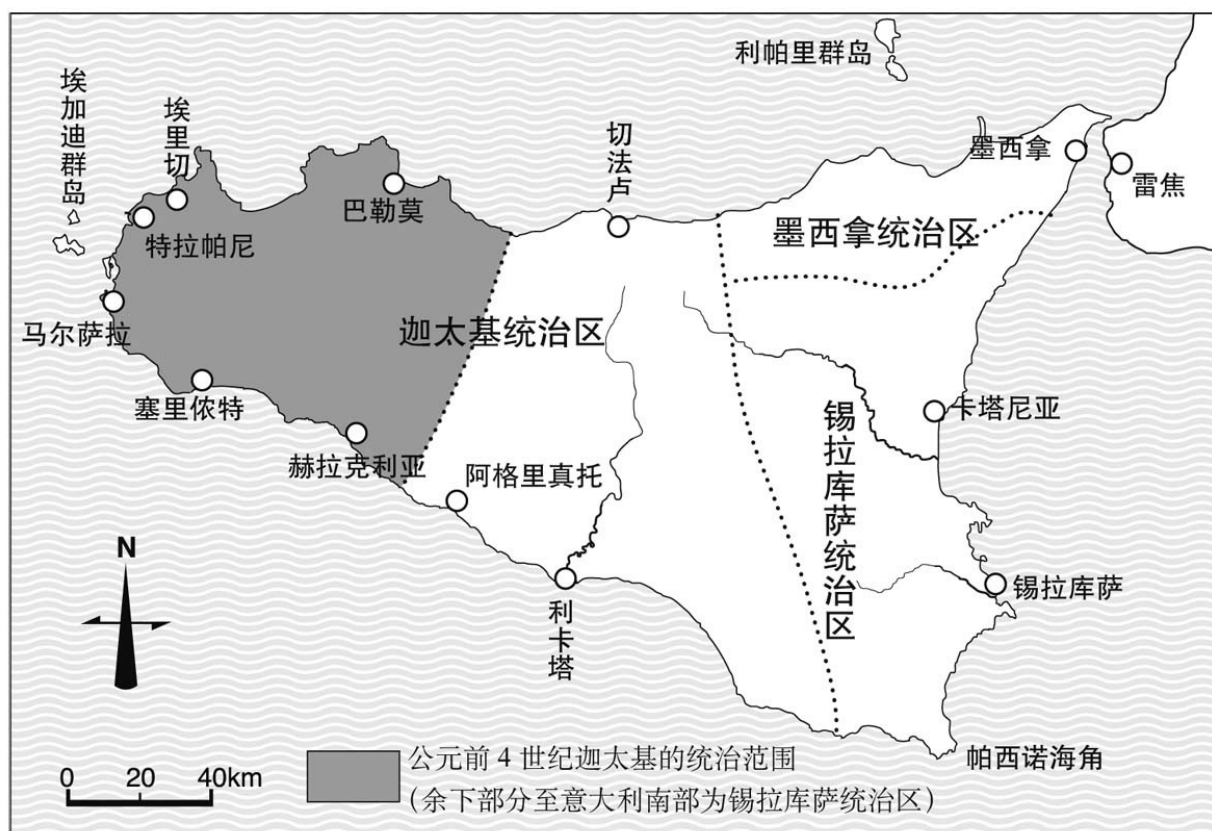 利帕里群岛
埃加迪群岛
埃里切
切法卢
墨西拿
雷焦
巴勒莫
特拉帕尼
墨西拿统治区
马尔萨拉
迦太基统治区
塞里侬特
卡塔尼亚
锡拉库萨统治区
赫拉克利亚
阿格里真托
N
利卡塔
锡拉库萨
帕西诺海角
0 20 40km
公元前4世纪迦太基的统治范围
(余下部分至意大利南部为锡拉库萨统治区)